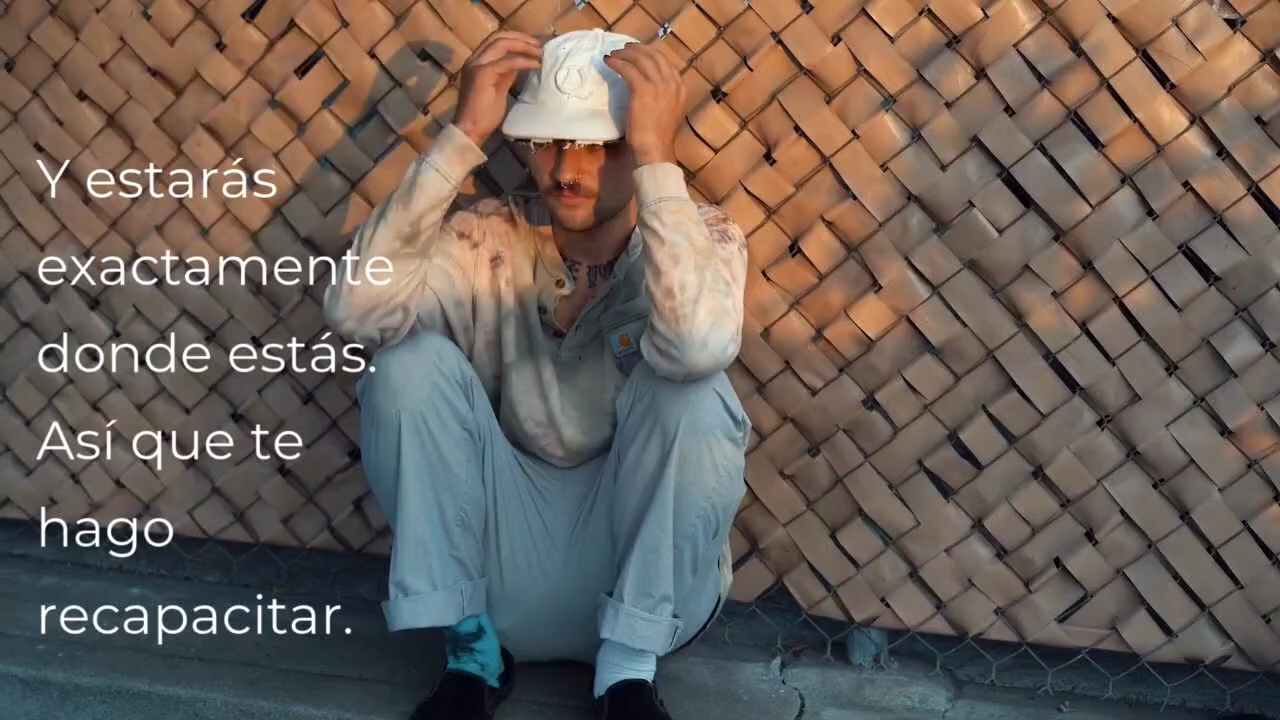 Y estarás
exactamente
donde estás.
Así que te
hago
recapacitar.